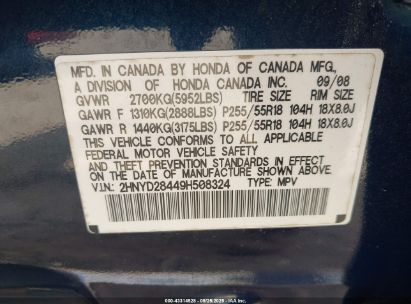 MFD. IN CANADA BY HONDA OF CANADA MFG.,
A DIVISION OF HONDA CANADA INC. 09/08
GVWR 2700KG(5952LBS) TIRE SIZE RIM SIZE
GAWR F 1310KG(2888LBS) P255/55R18 104H 18X8.0J
GAWR R 1440KG(3175LBS) P255/55R18 104H 18X8.0J
THIS VEHICLE CONFORMS TO ALL APPLICABLE
FEDERAL MOTOR VEHICLE SAFETY AND
THEFT PREVENTION STANDARDS IN EFFECT ON
THE DATE OF MANUFACTURE SHOWN ABOVE.
V.I.N.: 2HNYD28449H508324 TYPE: MPV